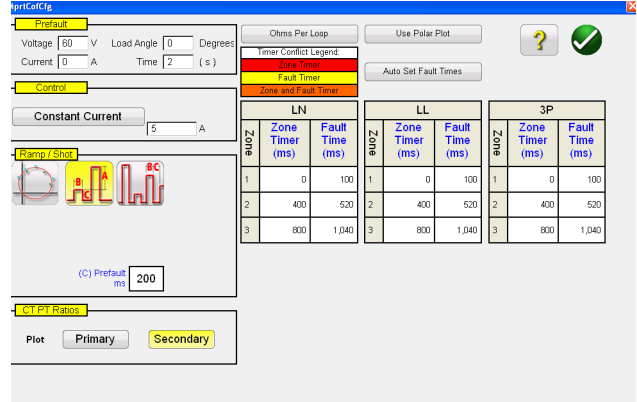 MprtCofCfg
Prefault
Voltage 60 V Load Angle 0 Degrees
Current 0 A Time 2 ( s )
Control
Constant Current 5 A
Ramp / Shot
B C A
B C
(C) Prefault ms 200
CT PT Ratios
Plot Primary Secondary
Ohms Per Loop Use Polar Plot ?
Timer Conflict Legend:
Zone Timer
Fault Timer
Zone and Fault Timer
Auto Set Fault Times
LN LL 3P
Zone Zone Timer (ms) Fault Time (ms) Zone Zone Timer (ms) Fault Time (ms) Zone Zone Timer (ms) Fault Time (ms)
1 0 100 1 0 100 1 0 100
2 400 520 2 400 520 2 400 520
3 800 1,040 3 800 1,040 3 800 1,040